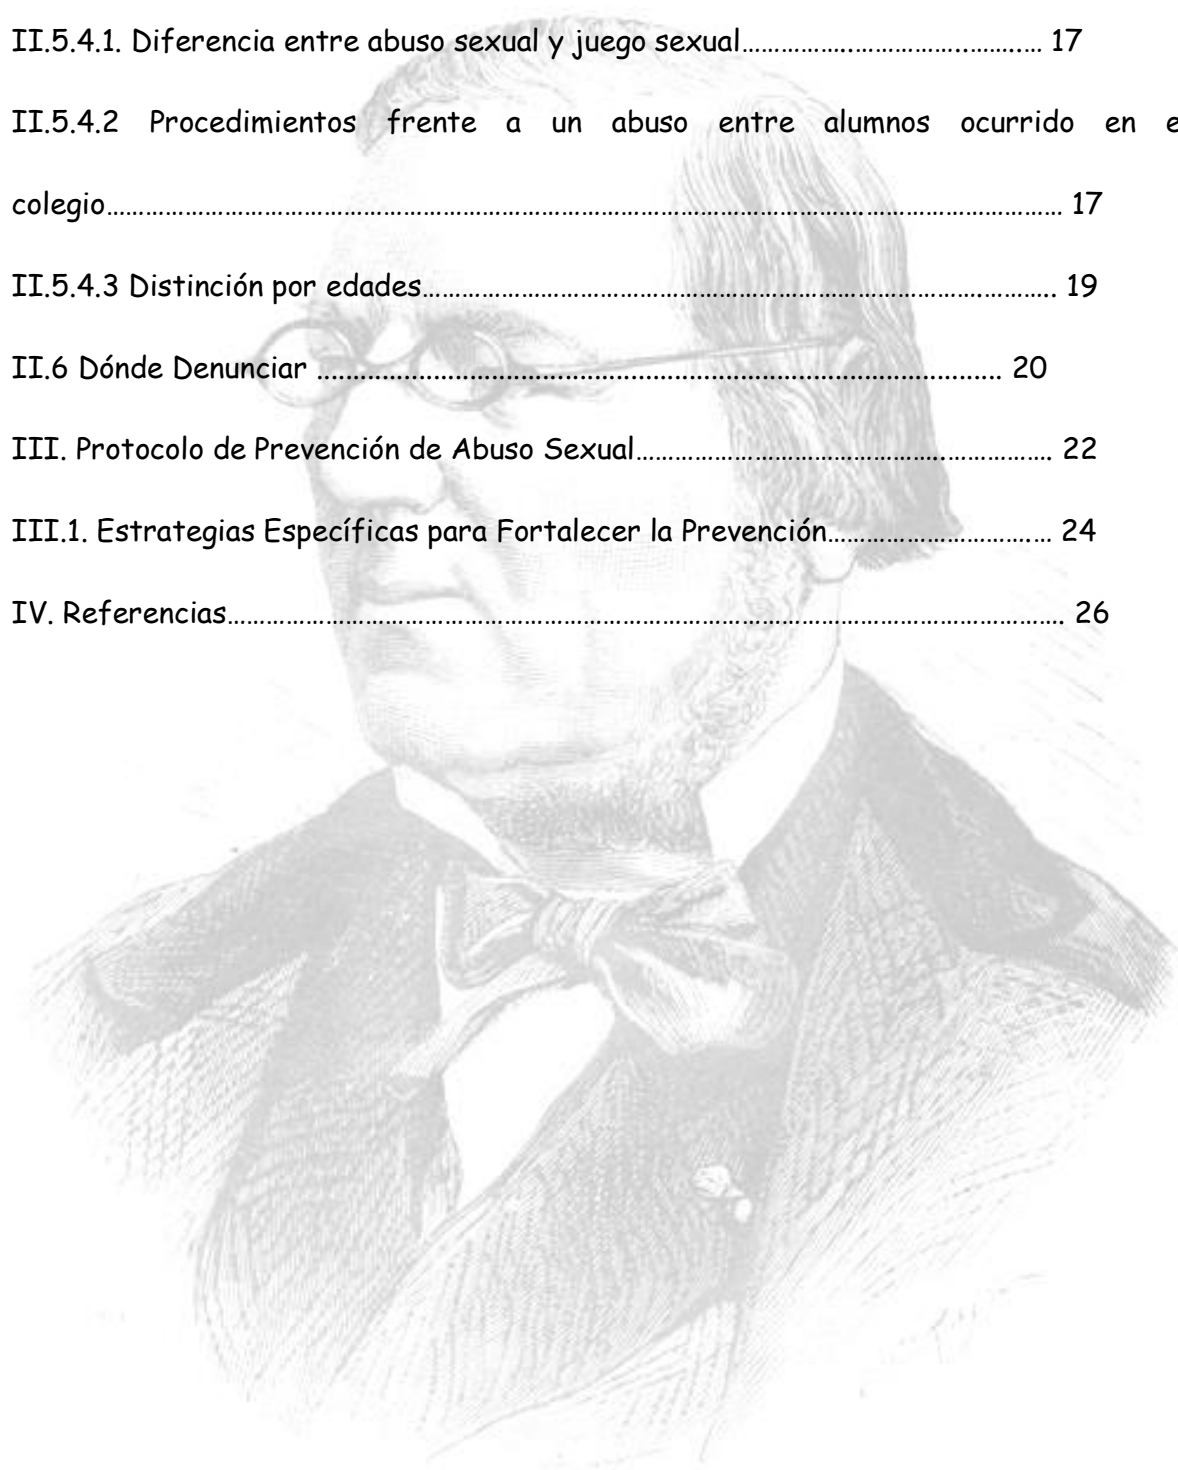 II.5.4.1. Diferencia entre abuso sexual y juego sexual……………..……………..……..… 17
II.5.4.2 Procedimientos frente a un abuso entre alumnos ocurrido en e
colegio…………………………………………………………………………………………………………………………… 17
II.5.4.3 Distinción por edades……………………………………………………………………….……….. 19
II.6 Dónde Denunciar ......................................................................................... 20
III. Protocolo de Prevención de Abuso Sexual……………………………………..……………. 22
III.1. Estrategias Específicas para Fortalecer la Prevención………………………..… 24
IV. Referencias…………………………………………………………………………………………………………. 26